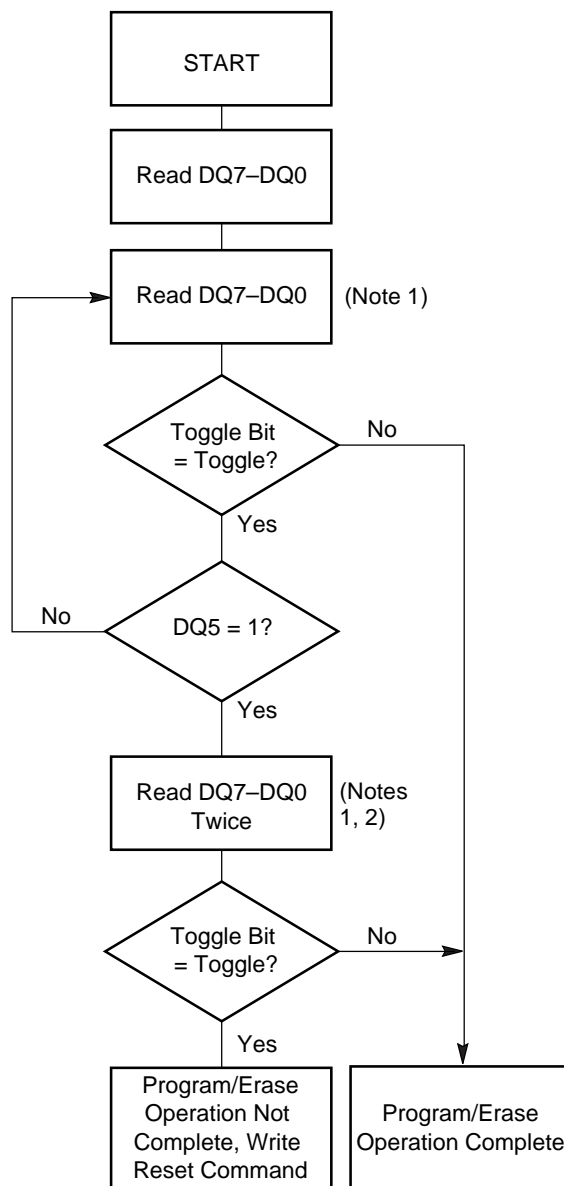 START
Read DQ7–DQ0
Read DQ7–DQ0
(Note 1)
Toggle Bit
= Toggle?
No
Yes
DQ5 = 1?
No
Yes
Read DQ7–DQ0
Twice
(Notes
1, 2)
Toggle Bit
= Toggle?
No
Yes
Program/Erase
Operation Not
Complete, Write
Reset Command
Program/Erase
Operation Complete